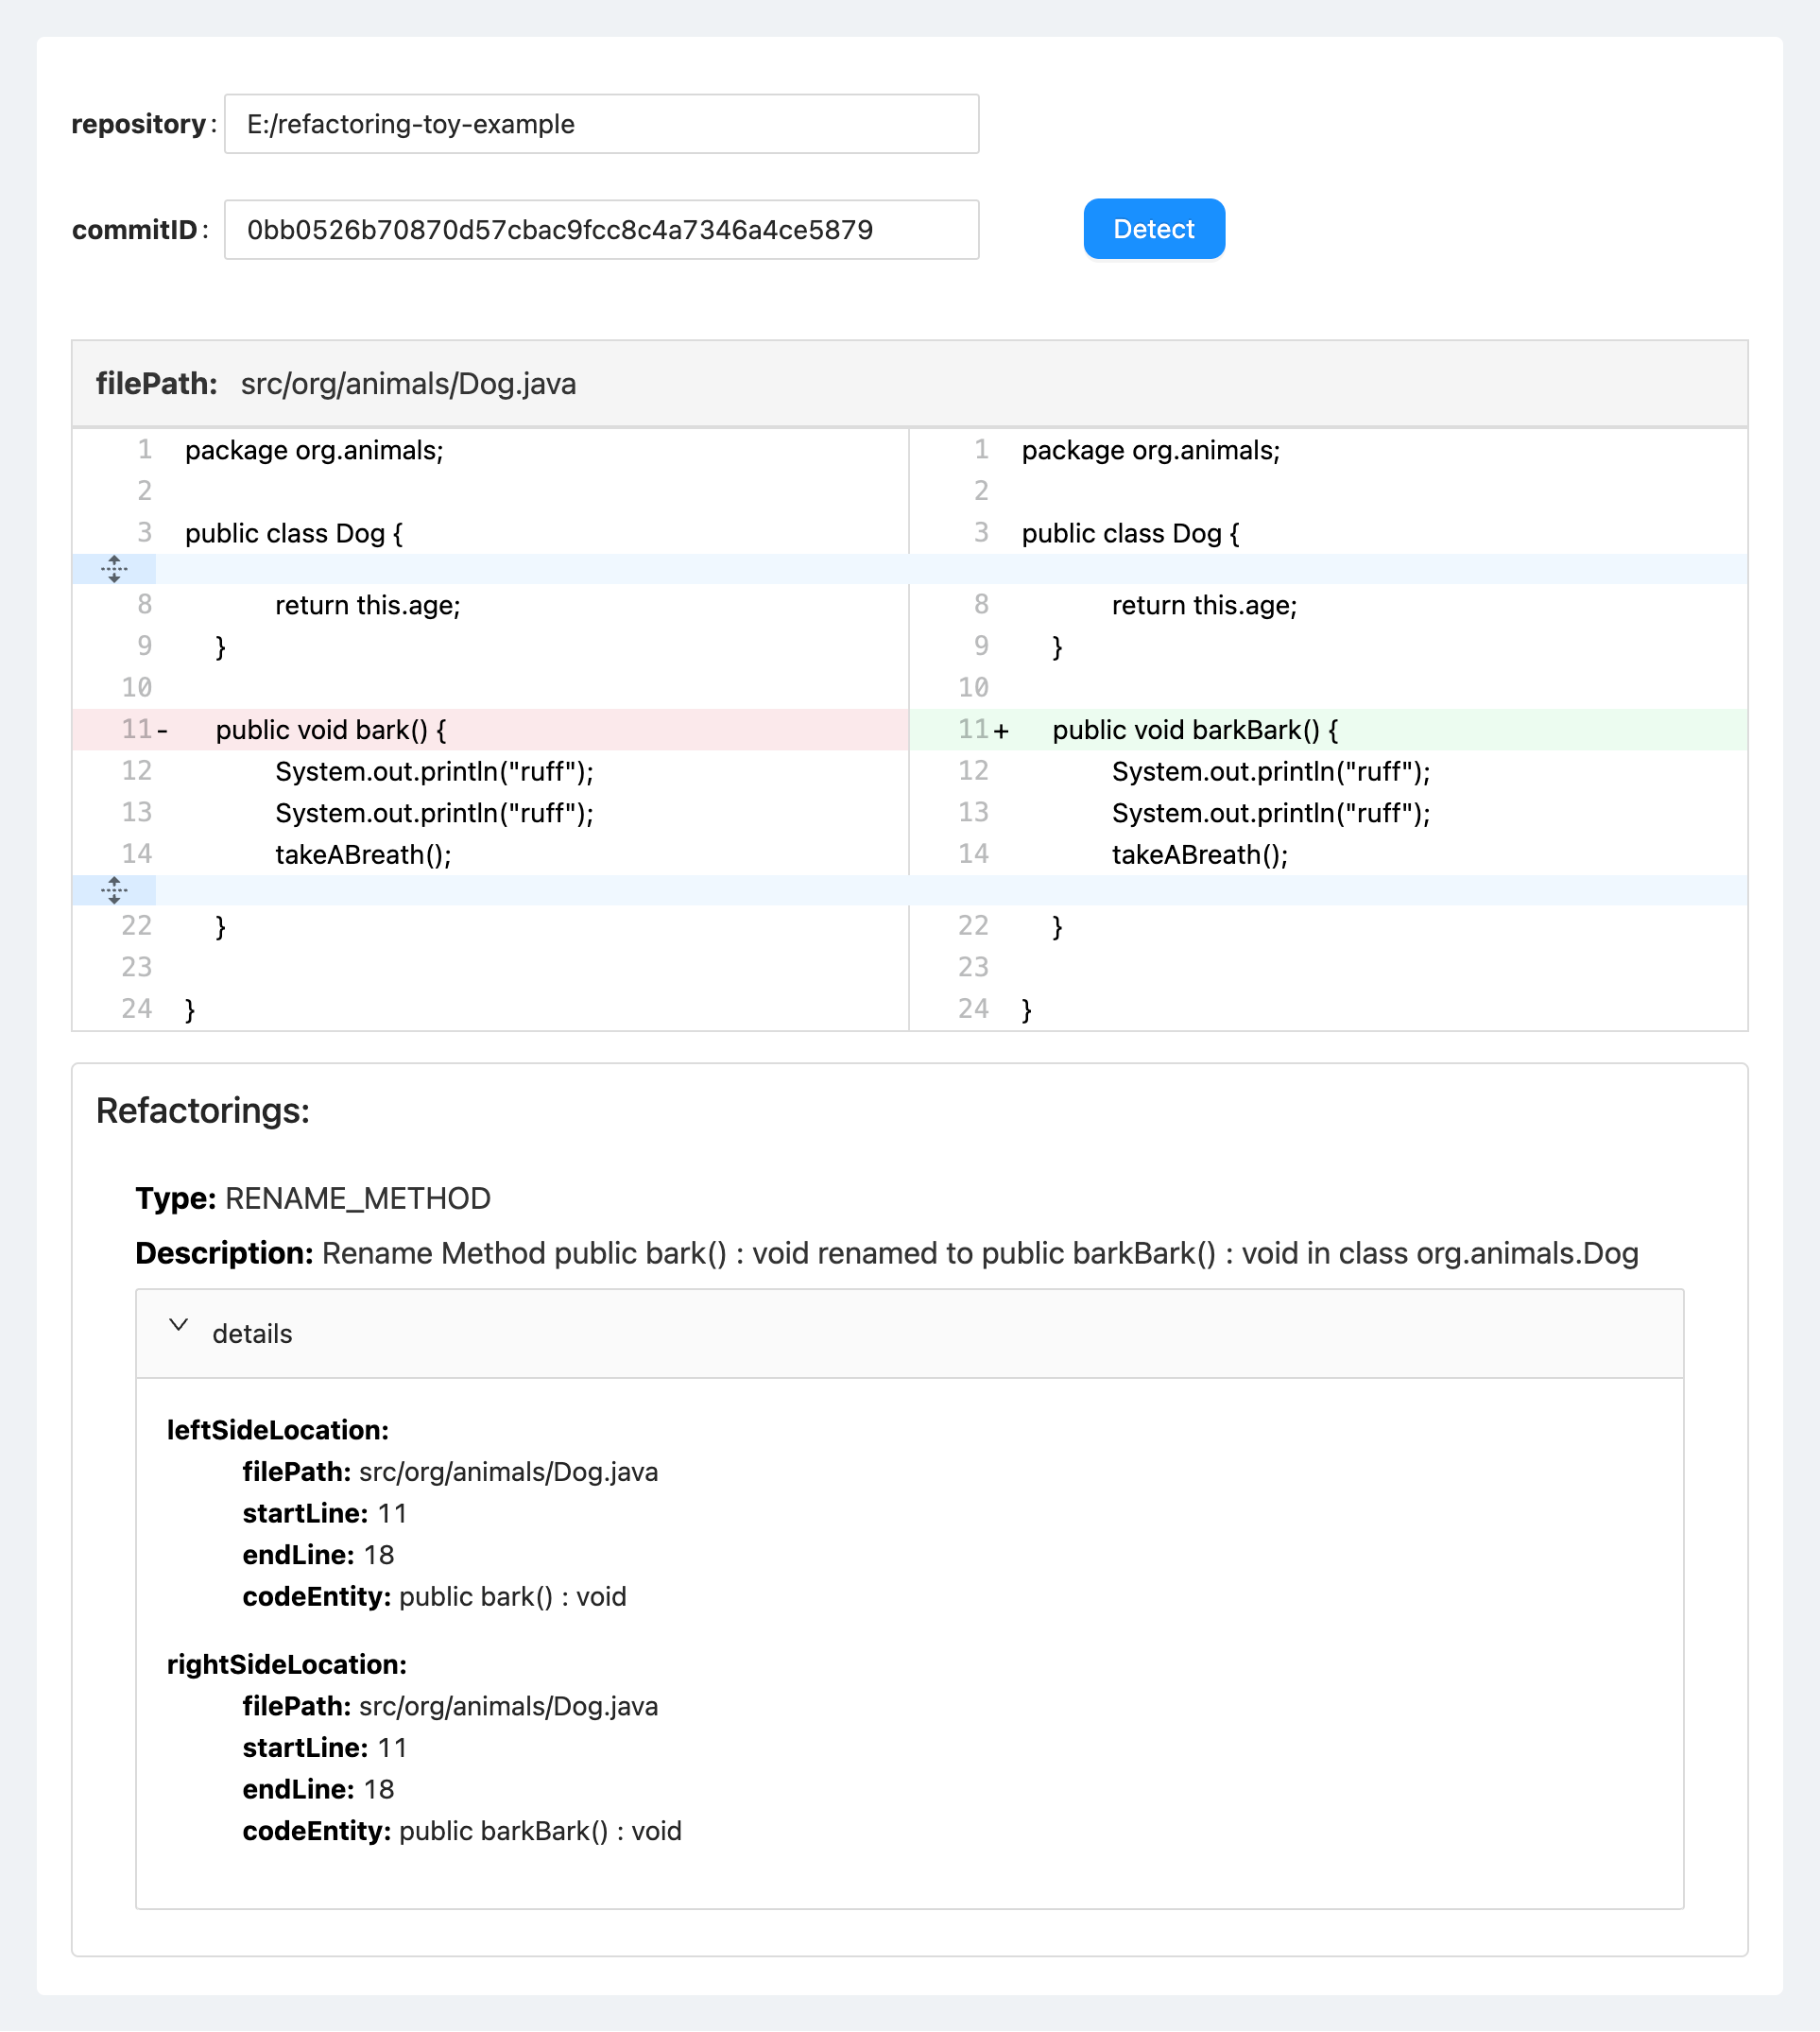 repository: E:/refactoring-toy-example
commitID: 0bb0526b70870d57cbac9fcc8c4a7346a4ce5879 Detect
filePath: src/org/animals/Dog.java
1 package org.animals; 1 package org.animals;
2 2
3 public class Dog { 3 public class Dog {
8 return this.age; 8 return this.age;
9 } 9 }
10 10
11 - public void bark() { 11 + public void barkBark() {
12 System.out.println("ruff"); 12 System.out.println("ruff");
13 System.out.println("ruff"); 13 System.out.println("ruff");
14 takeABreath(); 14 takeABreath();
22 } 22 }
23 23
24 } 24 }
Refactorings:
Type: RENAME_METHOD
Description: Rename Method public bark() : void renamed to public barkBark() : void in class org.animals.Dog
details
leftSideLocation:
filePath: src/org/animals/Dog.java
startLine: 11
endLine: 18
codeEntity: public bark() : void
rightSideLocation:
filePath: src/org/animals/Dog.java
startLine: 11
endLine: 18
codeEntity: public barkBark() : void